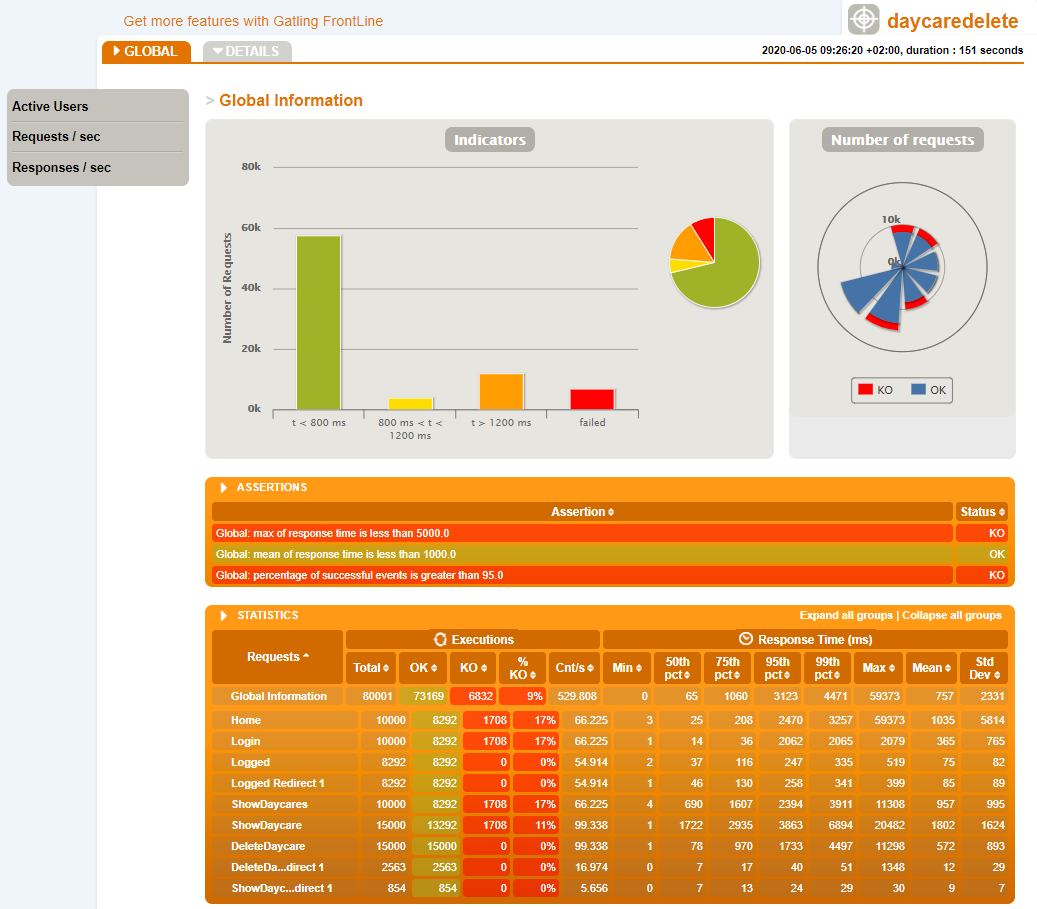 Get more features with Gatling FrontLine
daycaredelete
GLOBAL
DETAILS
2020-06-05 09:26:20 +02:00, duration : 151 seconds
Active Users
Requests / sec
Responses / sec
> Global Information
Indicators
Number of Requests
80k
60k
40k
20k
0k
t < 800 ms
800 ms < t < 1200 ms
t > 1200 ms
failed
Number of requests
10k
0k
KO OK
ASSERTIONS
Assertion Status
Global: max of response time is less than 5000.0 KO
Global: mean of response time is less than 1000.0 OK
Global: percentage of successful events is greater than 95.0 KO
STATISTICS Expand all groups | Collapse all groups
Requests Executions Response Time (ms)
Total OK KO % KO Cnt/s Min 50th pct 75th pct 95th pct 99th pct Max Mean Std Dev
Global Information 80001 73169 6832 9% 529.808 0 65 1060 3123 4471 59373 757 2331
Home 10000 8292 1708 17% 66.225 3 25 208 2470 3257 59373 1035 5814
Login 10000 8292 1708 17% 66.225 1 14 36 2062 2065 2079 365 765
Logged 8292 8292 0 0% 54.914 2 37 116 247 335 519 75 82
Logged Redirect 1 8292 8292 0 0% 54.914 1 46 130 258 341 399 85 89
ShowDaycares 10000 8292 1708 17% 66.225 4 690 1607 2394 3911 11308 957 995
ShowDaycare 15000 13292 1708 11% 99.338 1 1722 2935 3863 6894 20482 1802 1624
DeleteDaycare 15000 15000 0 0% 99.338 1 78 970 1733 4497 11298 572 893
DeleteDa...direct 1 2563 2563 0 0% 16.974 0 7 17 40 51 1348 12 29
ShowDayc...direct 1 854 854 0 0% 5.656 0 7 13 24 29 30 9 7